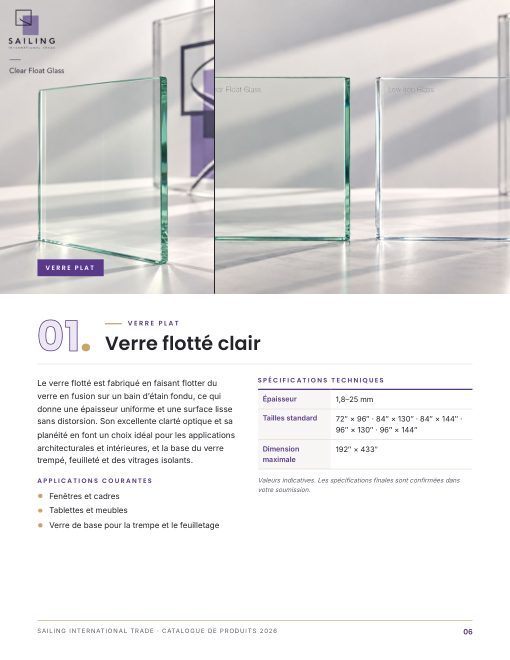 SAILING
INTERNATIONAL TRADE
Clear Float Glass
Float Glass
Low-Iron Glass
VERRE PLAT
01.
VERRE PLAT
Verre flotté clair
Le verre flotté est fabriqué en faisant flotter du
verre en fusion sur un bain d'étain fondu, ce qui
donne une épaisseur uniforme et une surface lisse
sans distorsion. Son excellente clarté optique et sa
planéité en font un choix idéal pour les applications
architecturales et intérieures, et la base du verre
trempé, feuilleté et des vitrages isolants.
APPLICATIONS COURANTES
Fenêtres et cadres
Tablettes et meubles
Verre de base pour la trempe et le feuilletage
SPÉCIFICATIONS TECHNIQUES
Épaisseur 1,8–25 mm
Tailles standard 72" × 96" · 84" × 130" · 84" × 144" ·
96" × 130" · 96" × 144"
Dimension 192" × 433"
maximale
Valeurs indicatives. Les spécifications finales sont confirmées dans
votre soumission.
SAILING INTERNATIONAL TRADE · CATALOGUE DE PRODUITS 2026
06